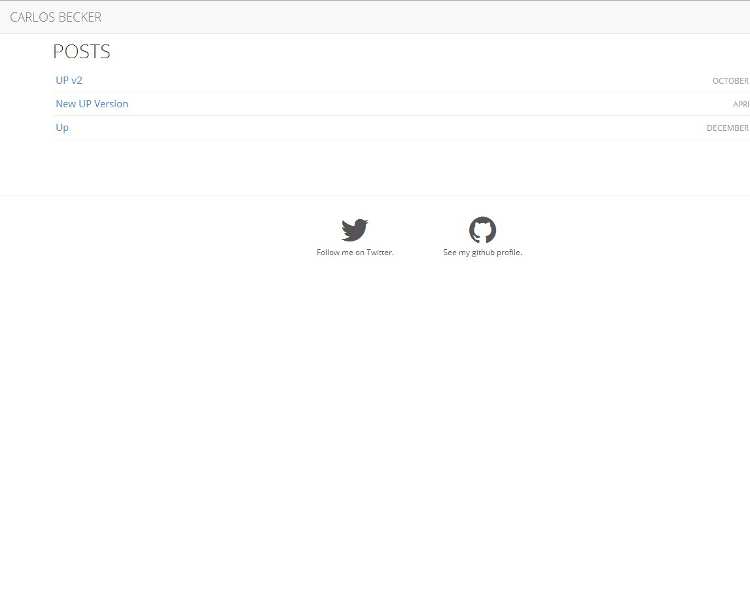 CARLOS BECKER
POSTS
UP v2 OCTOBER
New UP Version
Up DECEMBER
Follow me on Twitter.
See my github profile.